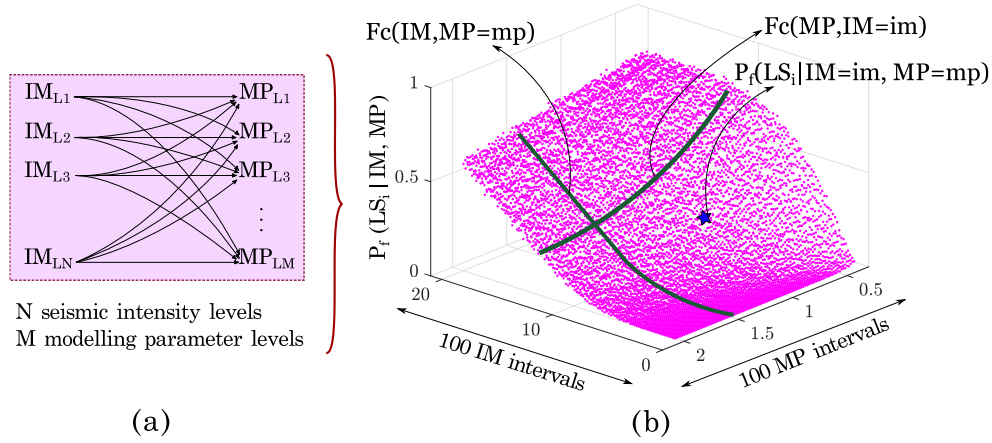 IM_L1
MP_L1
IM_L2
MP_L2
IM_L3
MP_L3
IM_LN
MP_LM
N seismic intensity levels
M modelling parameter levels
(a)
Fc(IM,MP=mp)
Fc(MP,IM=im)
P_f(LS_i|IM=im, MP=mp)
P_f (LS_i | IM, MP)
1
0.5
0
20
10
0
100 IM intervals
2
1.5
1
0.5
100 MP intervals
(b)